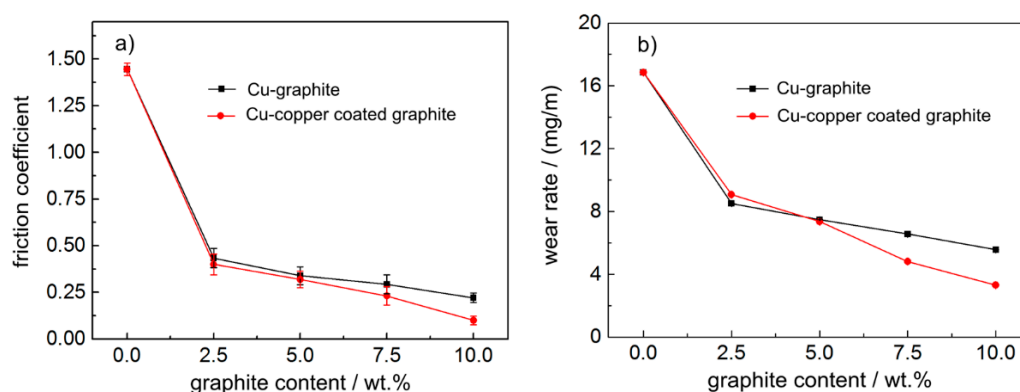 a)
friction coefficient
1.50
1.25
1.00
0.75
0.50
0.25
0.00
Cu-graphite
Cu-copper coated graphite
0.0 2.5 5.0 7.5 10.0
graphite content / wt.%
b)
wear rate / (mg/m)
20
16
12
8
4
0
Cu-graphite
Cu-copper coated graphite
0.0 2.5 5.0 7.5 10.0
graphite content / wt.%